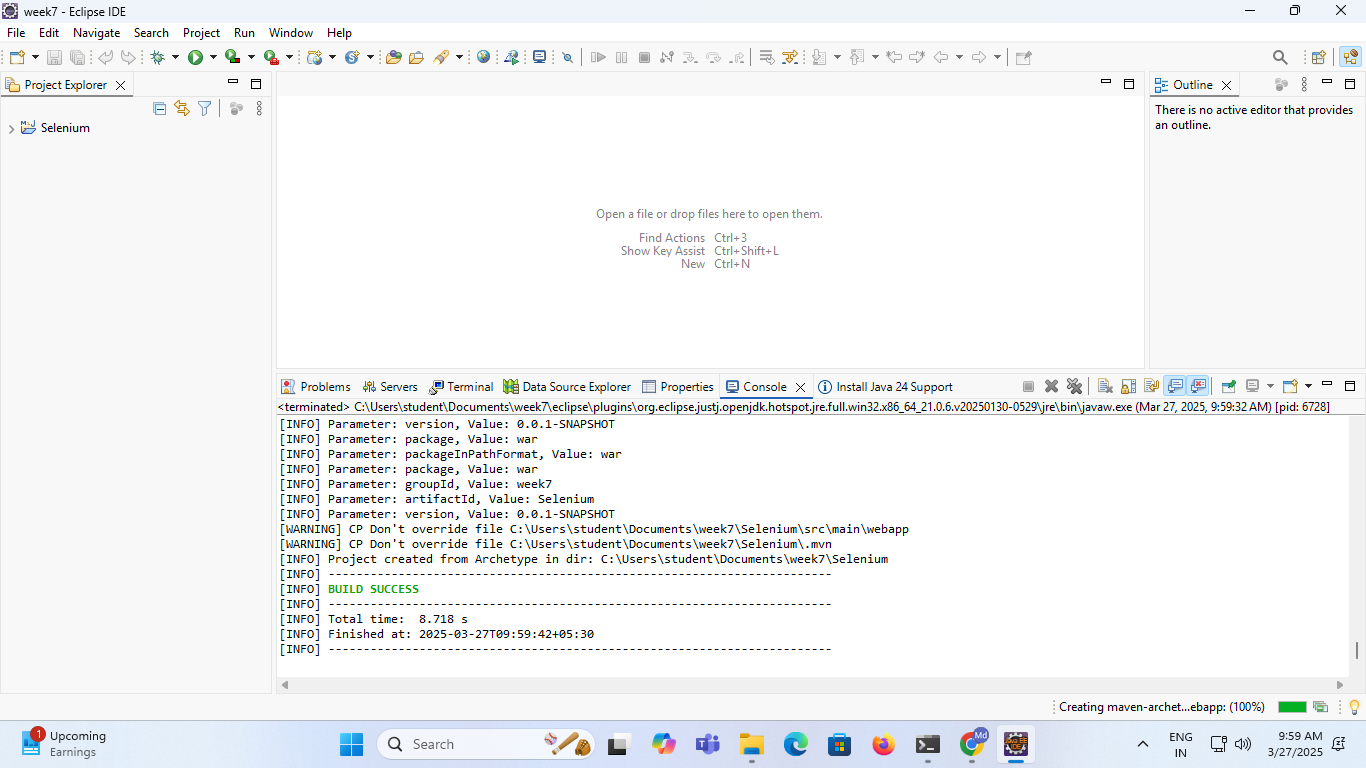 week7 - Eclipse IDE
File Edit Navigate Search Project Run Window Help
Project Explorer
Selenium
Open a file or drop files here to open them.
Find Actions Ctrl+3
Show Key Assist Ctrl+Shift+L
New Ctrl+N
Outline
There is no active editor that provides
an outline.
Problems Servers Terminal Data Source Explorer Properties Console Install Java 24 Support
<terminated> C:\Users\student\Documents\week7\eclipse\plugins\org.eclipse.justj.openjdk.hotspot.jre.full.win32.x86_64_21.0.6.v20250130-0529\jre\bin\javaw.exe (Mar 27, 2025, 9:59:32 AM) [pid: 6728]
[INFO] Parameter: version, Value: 0.0.1-SNAPSHOT
[INFO] Parameter: package, Value: war
[INFO] Parameter: packageInPathFormat, Value: war
[INFO] Parameter: package, Value: war
[INFO] Parameter: groupId, Value: week7
[INFO] Parameter: artifactId, Value: Selenium
[INFO] Parameter: version, Value: 0.0.1-SNAPSHOT
[WARNING] CP Don't override file C:\Users\student\Documents\week7\Selenium\src\main\webapp
[WARNING] CP Don't override file C:\Users\student\Documents\week7\Selenium\.mvn
[INFO] Project created from Archetype in dir: C:\Users\student\Documents\week7\Selenium
[INFO] ------------------------------------------------------------------------
[INFO] BUILD SUCCESS
[INFO] ------------------------------------------------------------------------
[INFO] Total time:  8.718 s
[INFO] Finished at: 2025-03-27T09:59:42+05:30
[INFO] ------------------------------------------------------------------------
Creating maven-archet...ebapp: (100%)
1
Upcoming
Earnings
Search
Md
ENG
IN
9:59 AM
3/27/2025